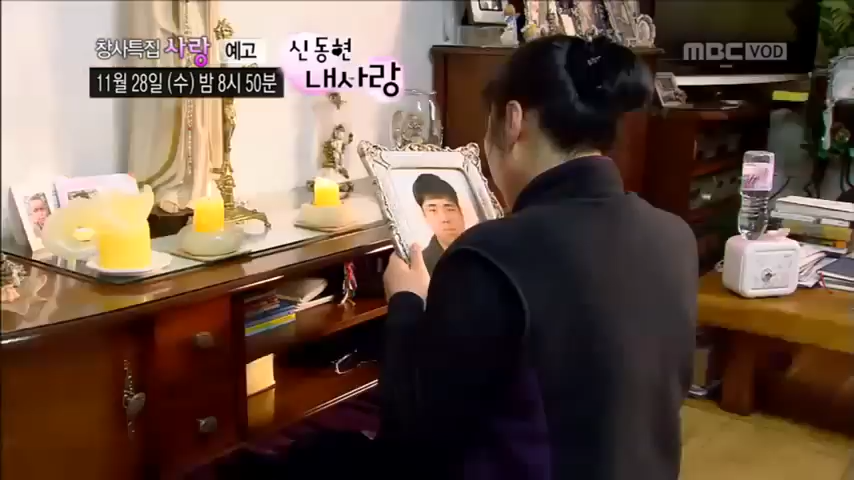 창사특집 사랑 예고
11월 28일 (수) 밤 8시 50분
신동현
내사랑
MBC VOD